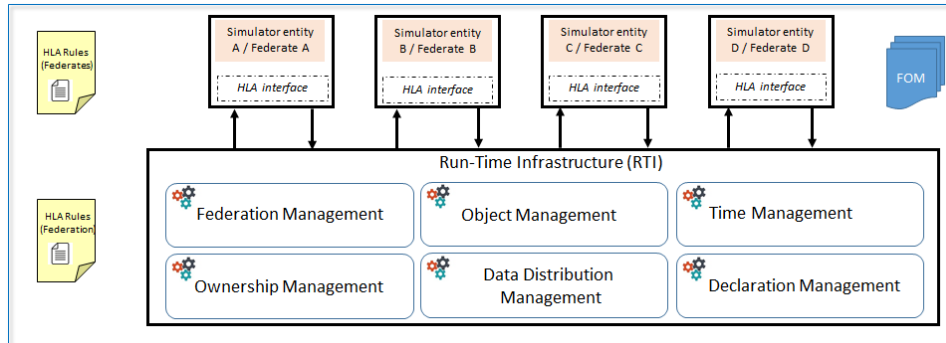 HLA Rules
(Federates)
Simulator entity
A / Federate A
HLA interface
Simulator entity
B / Federate B
HLA interface
Simulator entity
C / Federate C
HLA interface
Simulator entity
D / Federate D
HLA interface
FOM
Run-Time Infrastructure (RTI)
HLA Rules
(Federation)
Federation Management
Object Management
Time Management
Ownership Management
Data Distribution
Management
Declaration Management